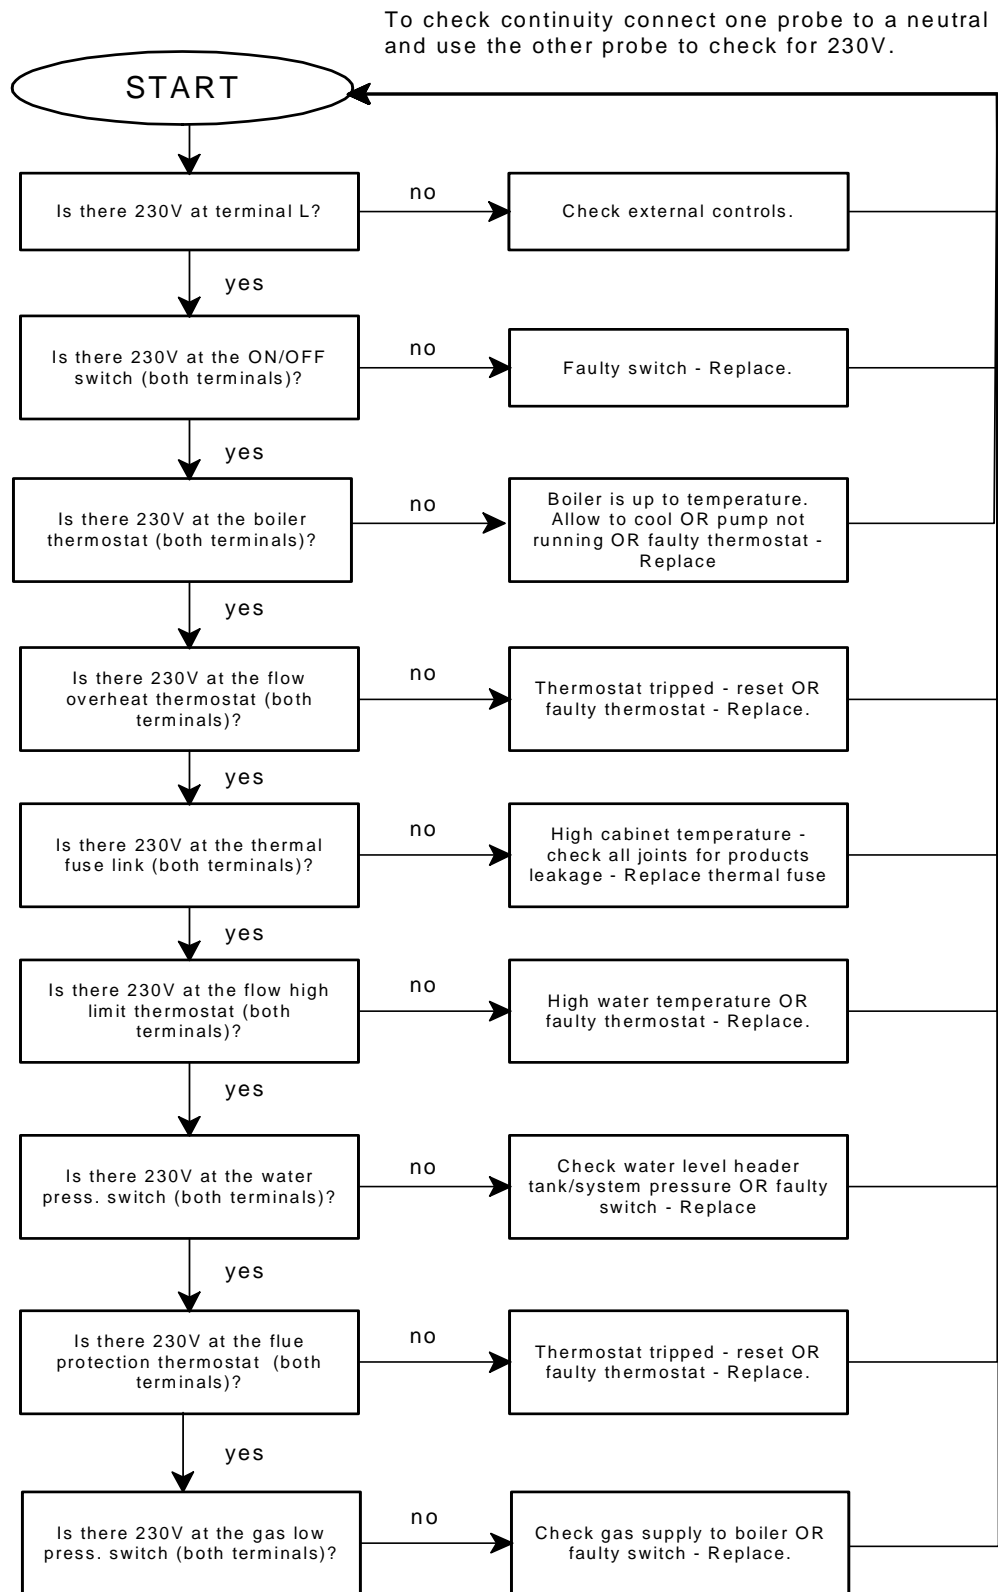 To check continuity connect one probe to a neutral
and use the other probe to check for 230V.
START
Is there 230V at terminal L?
no
Check external controls.
yes
Is there 230V at the ON/OFF
switch (both terminals)?
no
Faulty switch - Replace.
yes
Is there 230V at the boiler
thermostat (both terminals)?
no
Boiler is up to temperature.
Allow to cool OR pump not
running OR faulty thermostat -
Replace
yes
Is there 230V at the flow
overheat thermostat (both
terminals)?
no
Thermostat tripped - reset OR
faulty thermostat - Replace.
yes
Is there 230V at the thermal
fuse link (both terminals)?
no
High cabinet temperature -
check all joints for products
leakage - Replace thermal fuse
yes
Is there 230V at the flow high
limit thermostat (both
terminals)?
no
High water temperature OR
faulty thermostat - Replace.
yes
Is there 230V at the water
press. switch (both terminals)?
no
Check water level header
tank/system pressure OR faulty
switch - Replace
yes
Is there 230V at the flue
protection thermostat (both
terminals)?
no
Thermostat tripped - reset OR
faulty thermostat - Replace.
yes
Is there 230V at the gas low
press. switch (both terminals)?
no
Check gas supply to boiler OR
faulty switch - Replace.